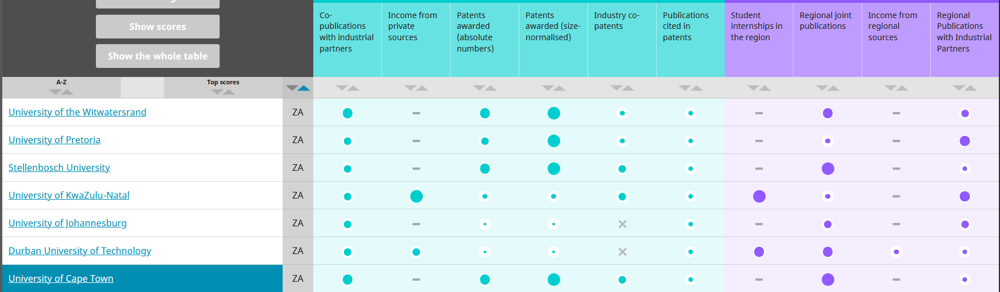 Show scores
Show the whole table
Co-
publications
with industrial
partners
Income from
private
sources
Patents
awarded
(absolute
numbers)
Patents
awarded (size-
normalised)
Industry co-
patents
Publications
cited in
patents
Student
internships in
the region
Regional joint
publications
Income from
regional
sources
Regional
Publications
with Industrial
Partners
A-Z
Top scores
University of the Witwatersrand ZA
University of Pretoria ZA
Stellenbosch University ZA
University of KwaZulu-Natal ZA
University of Johannesburg ZA
Durban University of Technology ZA
University of Cape Town ZA